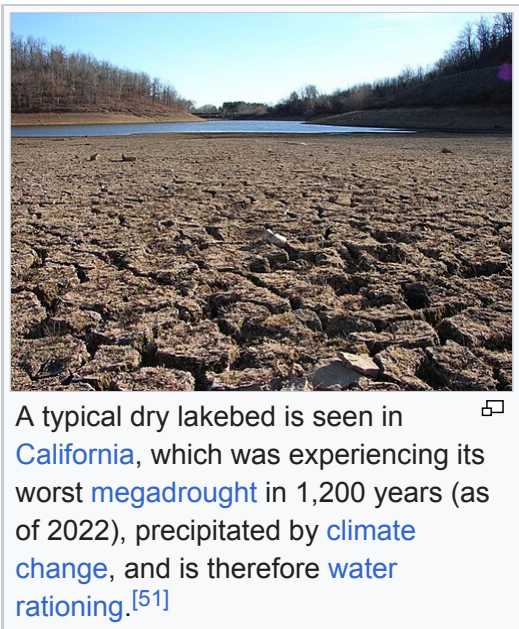 A typical dry lakebed is seen in
California, which was experiencing its
worst megadrought in 1,200 years (as
of 2022), precipitated by climate
change, and is therefore water
rationing.[51]